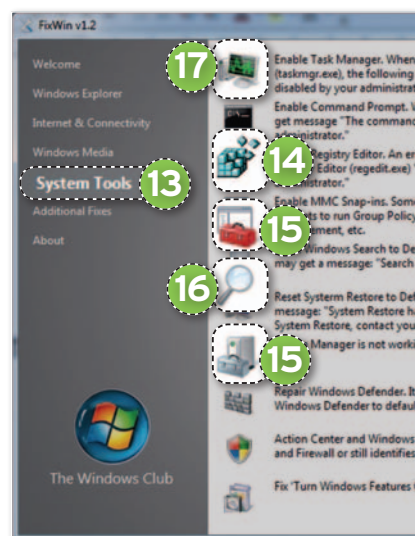 FixWin v1.2
Welcome
Windows Explorer
Internet & Connectivity
Windows Media
System Tools
Additional Fixes
About
The Windows Club
13
17
Enable Task Manager. When
(taskmgr.exe), the following
disabled by your administrat
Enable Command Prompt. W
get message "The command
administrator."
14
Registry Editor. An er
Editor (regedit.exe)
istrator."
15
Enable MMC Snap-ins. Som
ts to run Group Policy
ment, etc.
16
Windows Search to De
may get a message: "Search
Reset Systerm Restore to Def
message: "System Restore ha
System Restore, contact you
15
Manager is not worki
Repair Windows Defender. It
Windows Defender to defaul
Action Center and Windows
and Firewall or still identifies
Fix 'Turn Windows Features